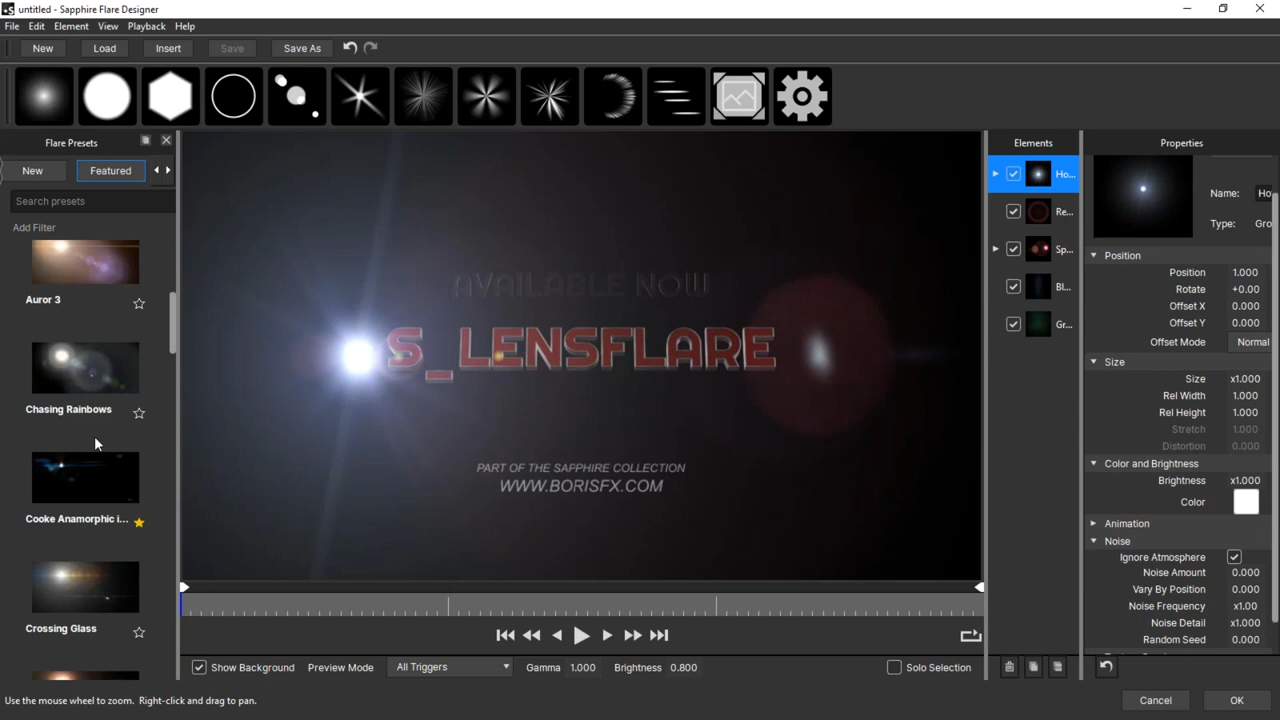 untitled - Sapphire Flare Designer
File Edit Element View Playback Help
New Load Insert Save Save As
Flare Presets
New Featured
Search presets
Add Filter
Auror 3
Chasing Rainbows
Cooke Anamorphic i...
Crossing Glass
AVAILABLE NOW
S_LENSFLARE
PART OF THE SAPPHIRE COLLECTION
WWW.BORISFX.COM
Show Background Preview Mode All Triggers Gamma 1.000 Brightness 0.800 Solo Selection
Elements
Ho...
Re...
Sp...
Bl...
Gr...
Properties
Name: Ho
Type: Gro
Position
Position 1.000
Rotate +0.00
Offset X 0.000
Offset Y 0.000
Offset Mode Normal
Size
Size x1.000
Rel Width 1.000
Rel Height 1.000
Stretch 1.000
Distortion 0.000
Color and Brightness
Brightness x1.000
Color
Animation
Noise
Ignore Atmosphere
Noise Amount 0.000
Vary By Position 0.000
Noise Frequency x1.00
Noise Detail x1.000
Random Seed 0.000
Use the mouse wheel to zoom. Right-click and drag to pan.
Cancel OK